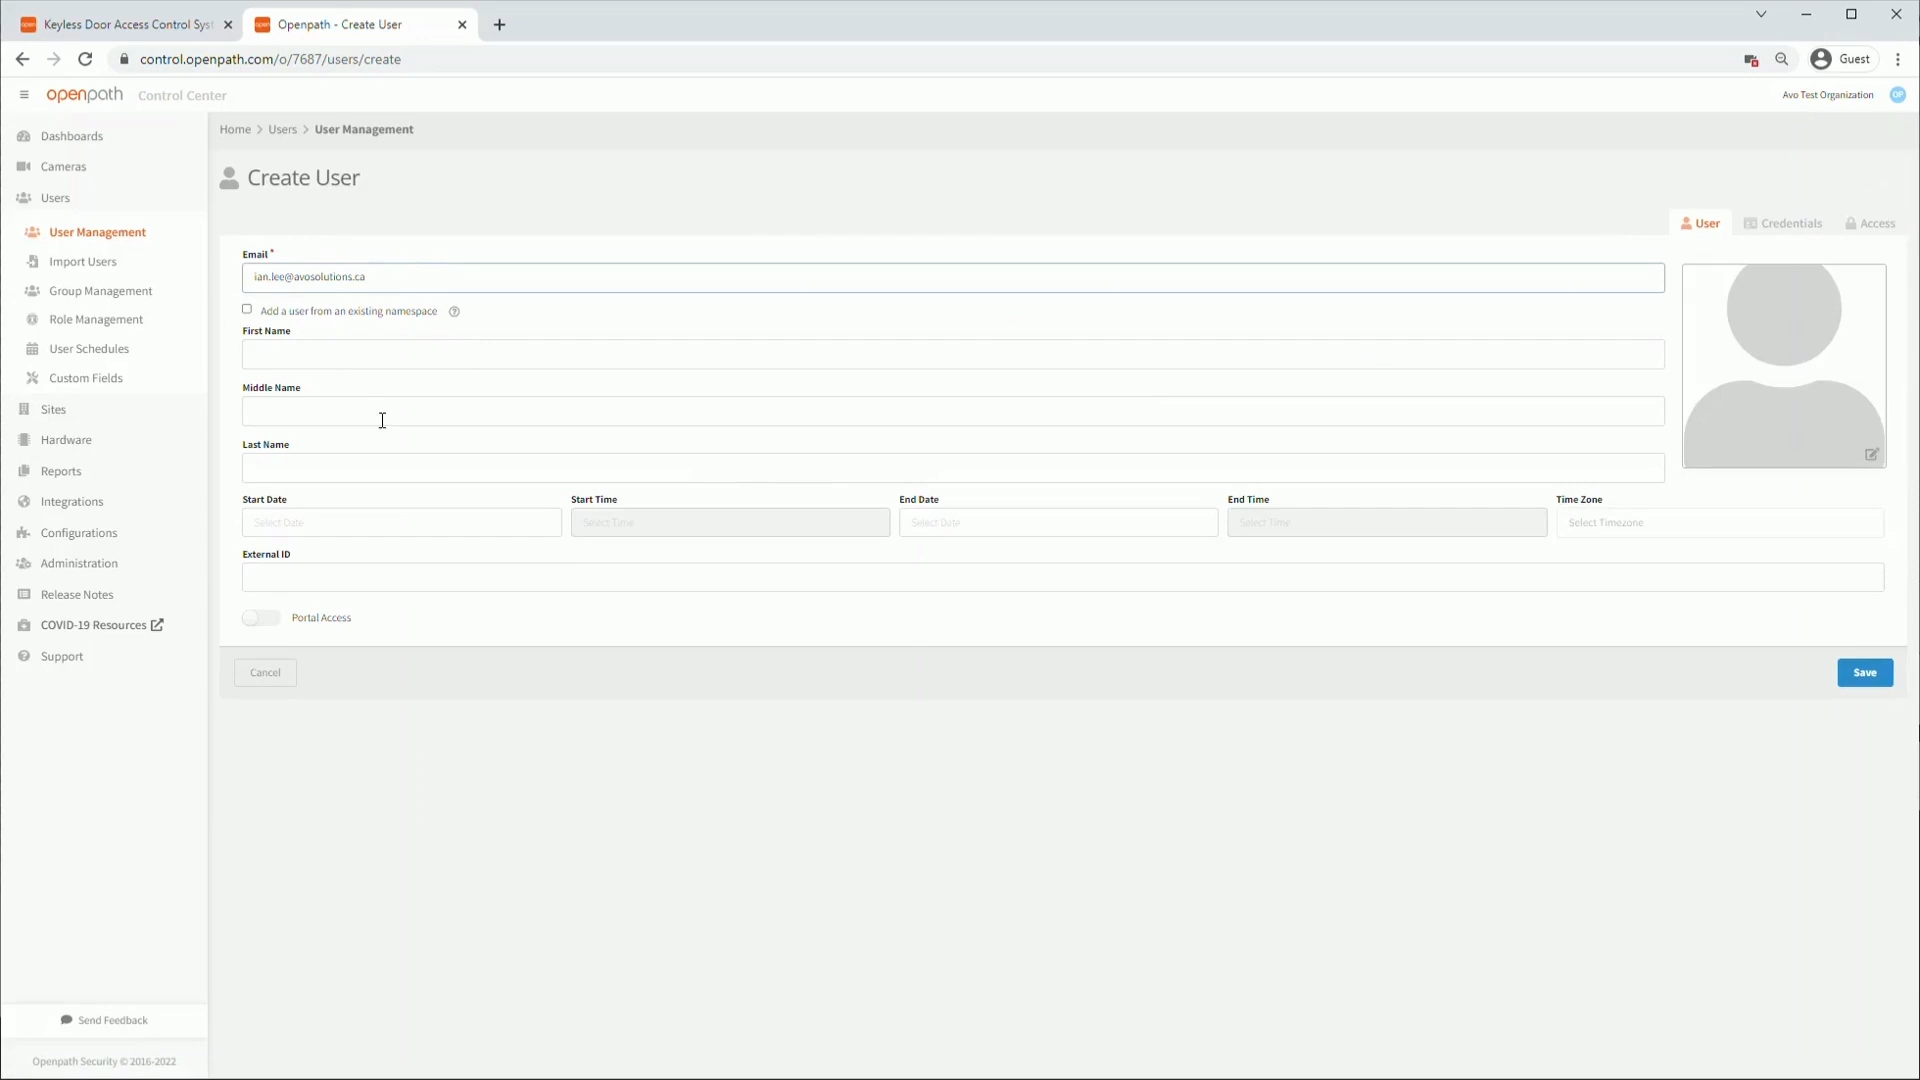 Keyless Door Access Control Sys
Openpath - Create User
control.openpath.com/o/7687/users/create
Guest
openpath Control Center
Avo Test Organization
OP
Dashboards
Cameras
Users
User Management
Import Users
Group Management
Role Management
User Schedules
Custom Fields
Sites
Hardware
Reports
Integrations
Configurations
Administration
Release Notes
COVID-19 Resources
Support
Send Feedback
Openpath Security © 2016-2022
Home > Users > User Management
Create User
User Credentials Access
Email *
ian.lee@avosolutions.ca
Add a user from an existing namespace
First Name
Middle Name
Last Name
Start Date Start Time End Date End Time Time Zone
Select Date Select Time Select Date Select Time Select Timezone
External ID
Portal Access
Cancel Save